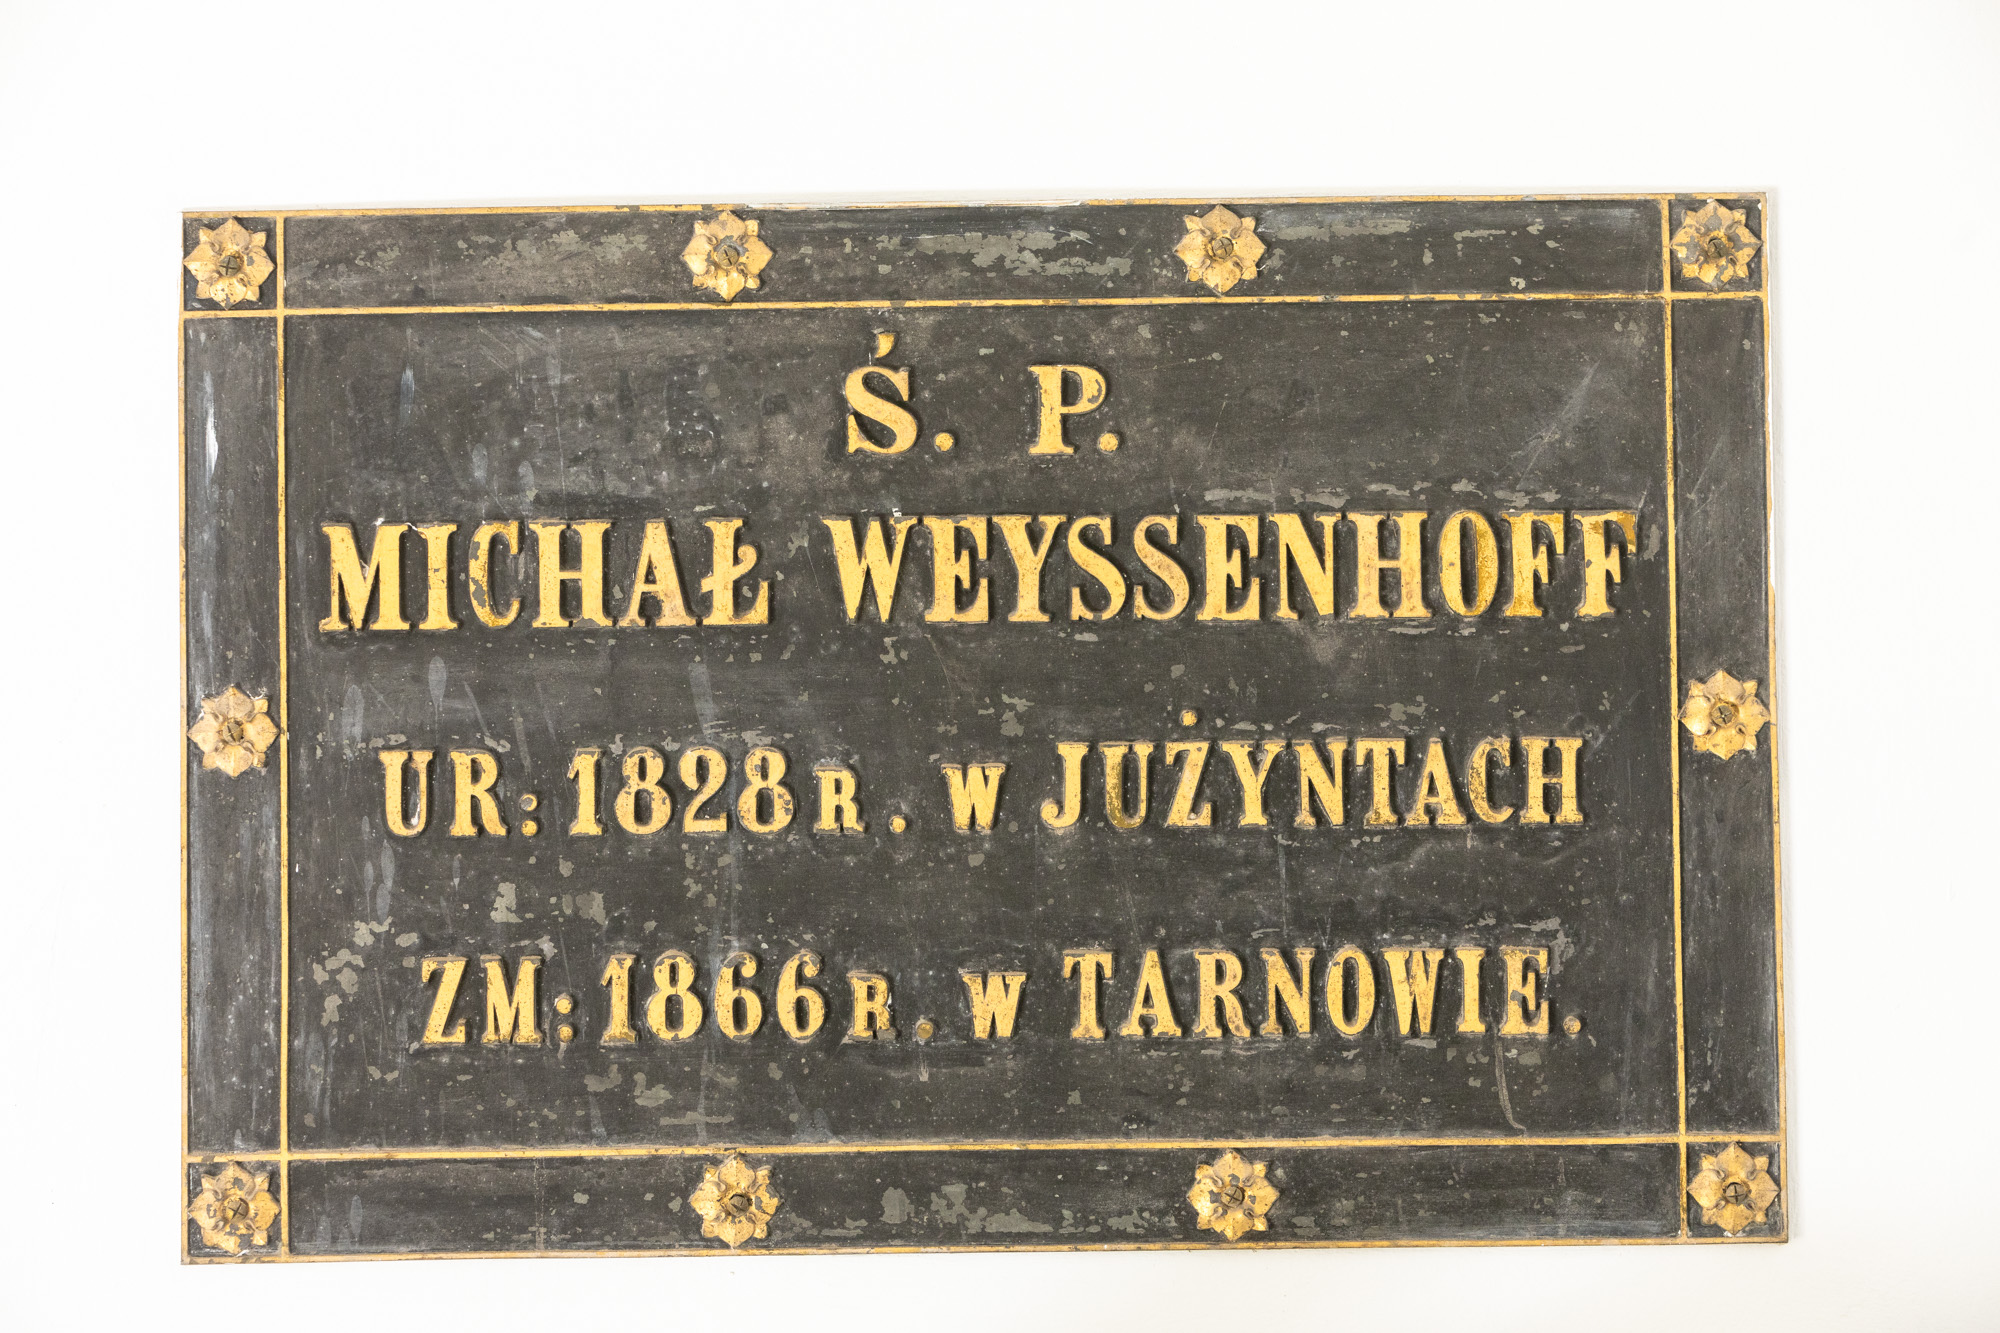 Ś. P.
MICHAŁ WEYSSENHOFF
UR: 1828 R. W JUŻYNTACH
ZM: 1866 R. W TARNOWIE.